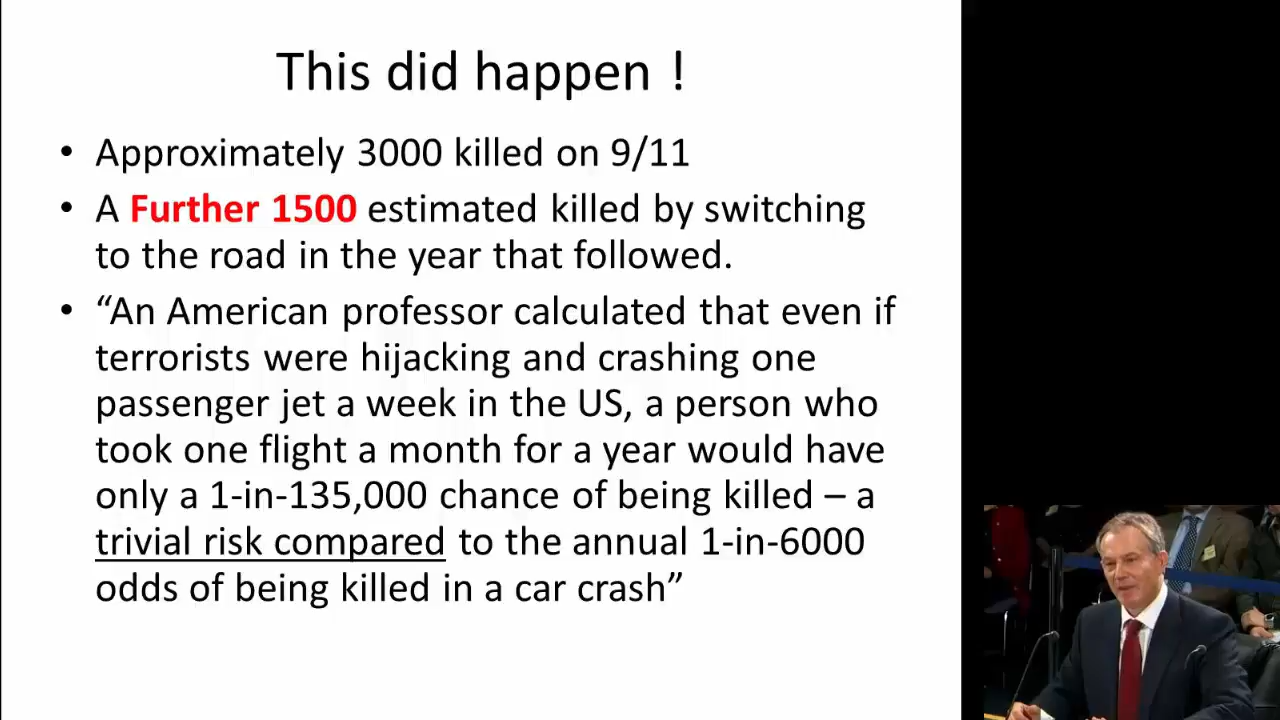 This did happen !
• Approximately 3000 killed on 9/11
• A Further 1500 estimated killed by switching
to the road in the year that followed.
• “An American professor calculated that even if
terrorists were hijacking and crashing one
passenger jet a week in the US, a person who
took one flight a month for a year would have
only a 1-in-135,000 chance of being killed – a
trivial risk compared to the annual 1-in-6000
odds of being killed in a car crash”